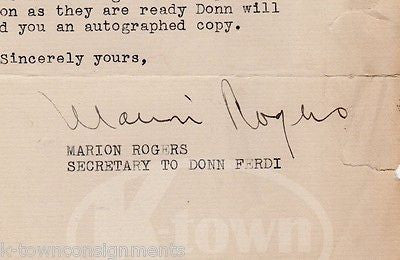 on as they are ready Donn will
d you an autographed copy.
Sincerely yours,
Marion Rogers
MARION ROGERS
SECRETARY TO DONN FERDI
k-town
k-townconsignments